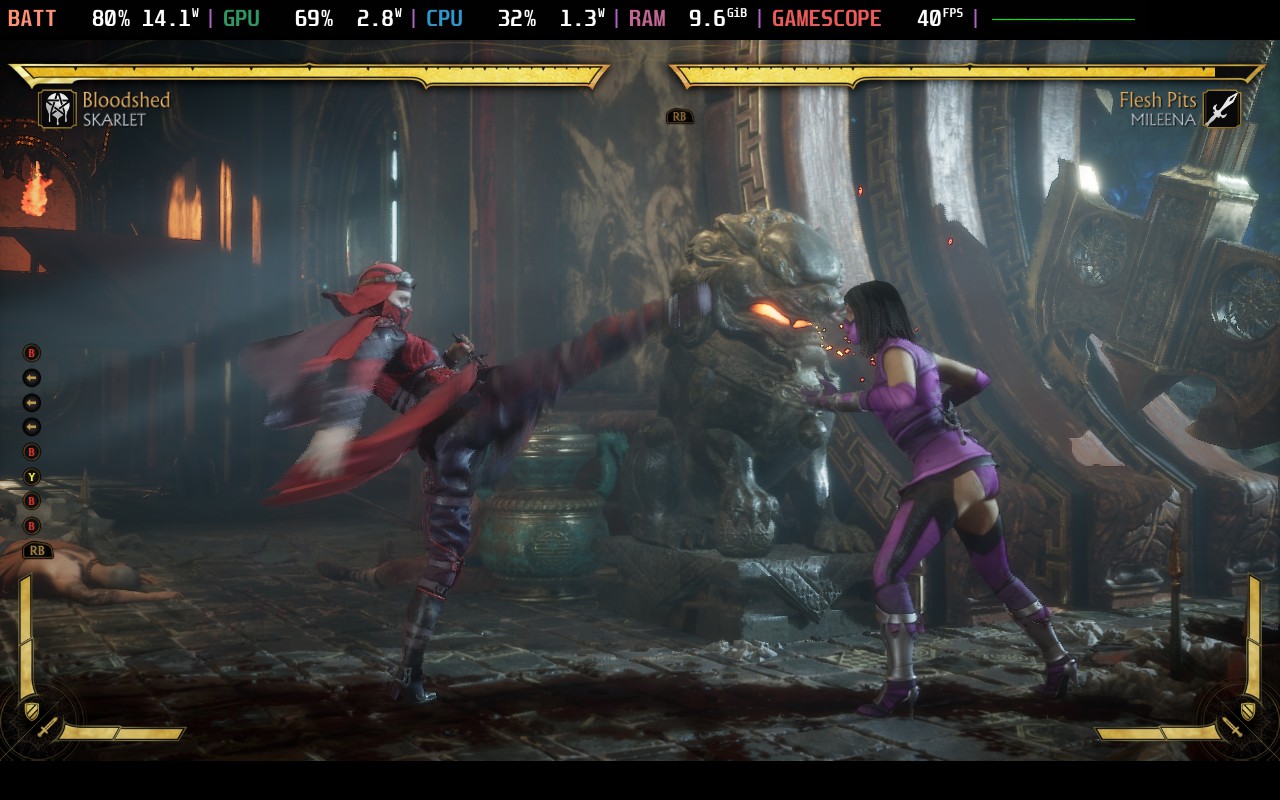 BATT 80% 14.1W | GPU 69% 2.8W | CPU 32% 1.3W | RAM 9.6GiB | GAMESCOPE 40FPS |
Bloodshed
SKARLET
RB
Flesh Pits
MILEENA
B
B
Y
B
B
RB